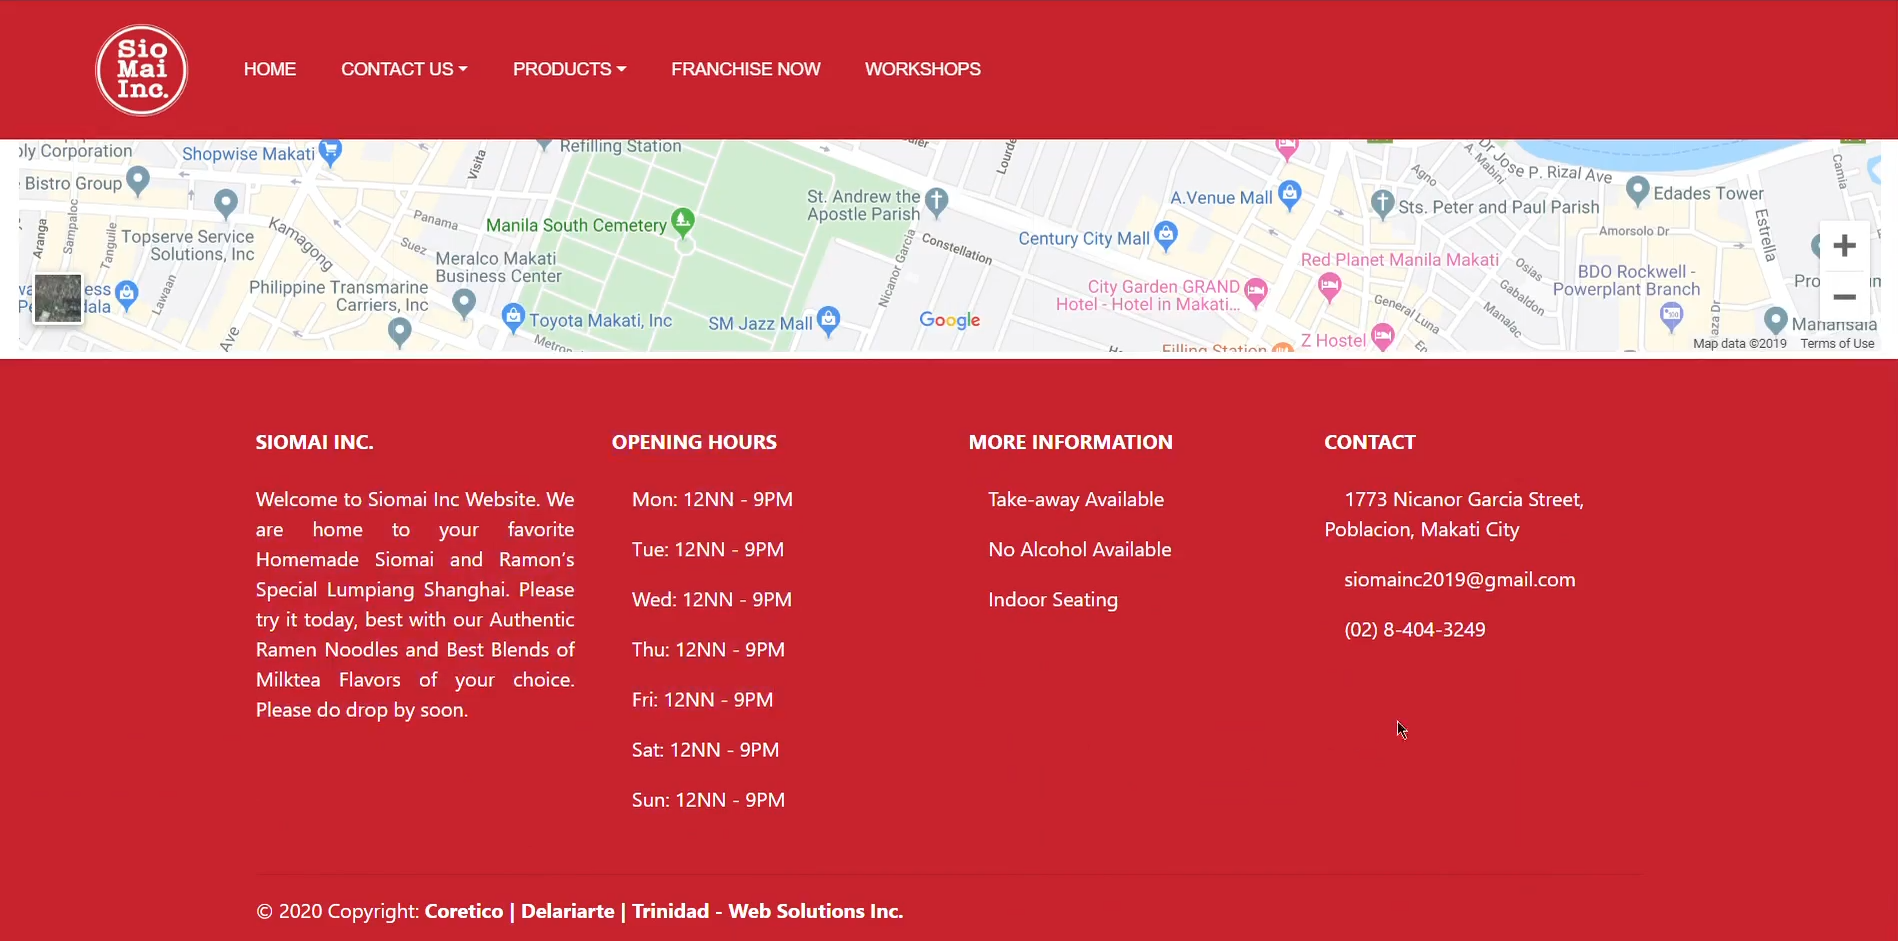 Sio
Mai
Inc.
HOME
CONTACT US
PRODUCTS
FRANCHISE NOW
WORKSHOPS
Corporation
Shopwise Makati
Visita
Refilling Station
Lourde
Dr Jose P. Rizal Ave
A. Mabini
Agno
Camia
Bistro Group
Aranga
Sampaloc
Tanguile
Kamagong
Panama
Suez
Manila South Cemetery
St. Andrew the
Apostle Parish
A.Venue Mall
Sts. Peter and Paul Parish
Edades Tower
Topserve Service
Solutions, Inc
Meralco Makati
Business Center
Nicanor Garcia
Constellation
Century City Mall
Amorsolo Dr
Estrella
Red Planet Manila Makati
Osias
BDO Rockwell -
Powerplant Branch
Lawaan
Philippine Transmarine
Carriers, Inc
City Garden GRAND
Hotel - Hotel in Makati...
General Luna
Gabaldon
Manalac
Ave
Toyota Makati, Inc
SM Jazz Mall
Google
Filling Station
Z Hostel
Mañansala
Map data ©2019
Terms of Use
SIOMAI INC.
Welcome to Siomai Inc Website. We
are home to your favorite
Homemade Siomai and Ramon’s
Special Lumpiang Shanghai. Please
try it today, best with our Authentic
Ramen Noodles and Best Blends of
Milktea Flavors of your choice.
Please do drop by soon.
OPENING HOURS
Mon: 12NN - 9PM
Tue: 12NN - 9PM
Wed: 12NN - 9PM
Thu: 12NN - 9PM
Fri: 12NN - 9PM
Sat: 12NN - 9PM
Sun: 12NN - 9PM
MORE INFORMATION
Take-away Available
No Alcohol Available
Indoor Seating
CONTACT
1773 Nicanor Garcia Street,
Poblacion, Makati City
siomainc2019@gmail.com
(02) 8-404-3249
© 2020 Copyright: Coretico | Delariarte | Trinidad - Web Solutions Inc.